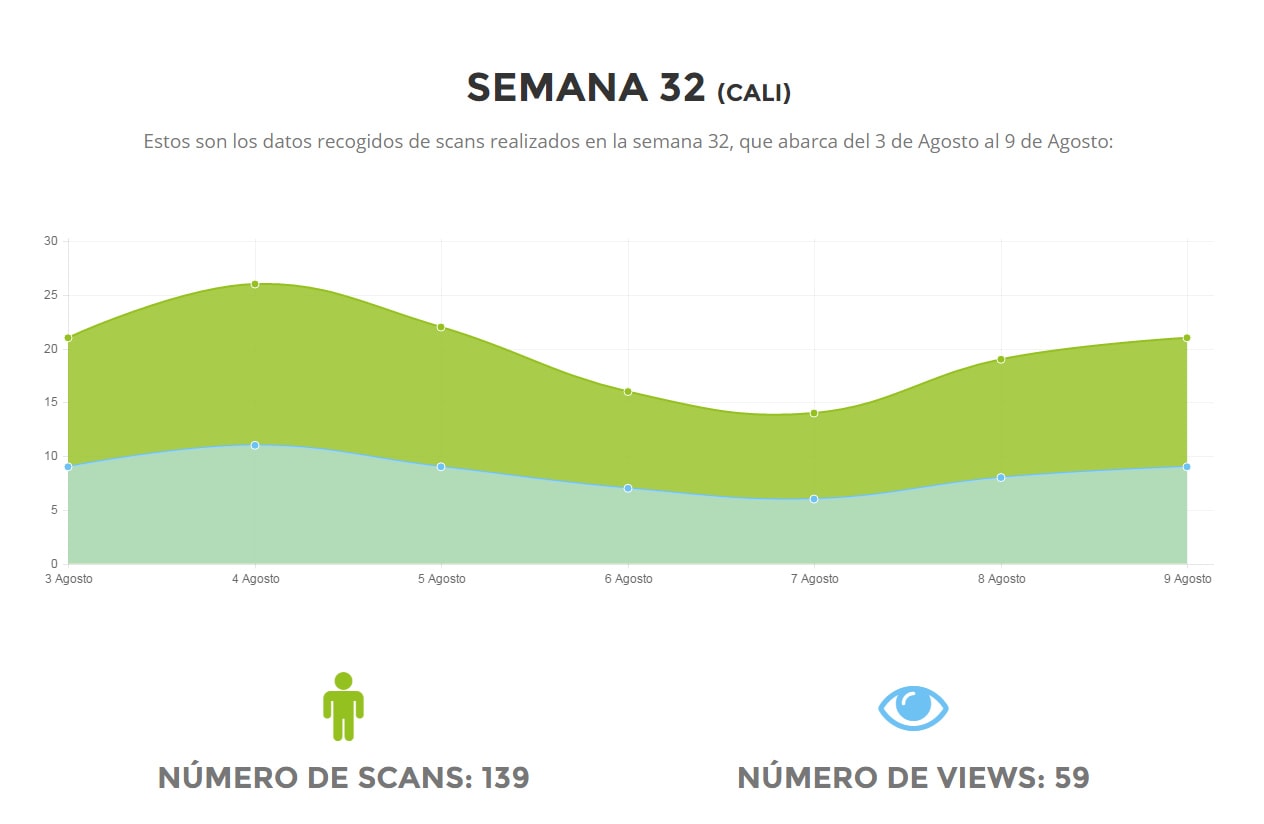 SEMANA 32 (CALI)
Estos son los datos recogidos de scans realizados en la semana 32, que abarca del 3 de Agosto al 9 de Agosto:
30
25
20
15
10
5
0
3 Agosto 4 Agosto 5 Agosto 6 Agosto 7 Agosto 8 Agosto 9 Agosto
NÚMERO DE SCANS: 139 NÚMERO DE VIEWS: 59